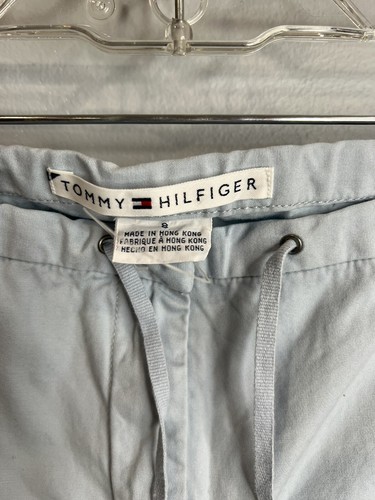 TOMMY HILFIGER
8
MADE IN HONG KONG
FABRIQUÉ À HONG KONG
HECHO EN HONG KONG